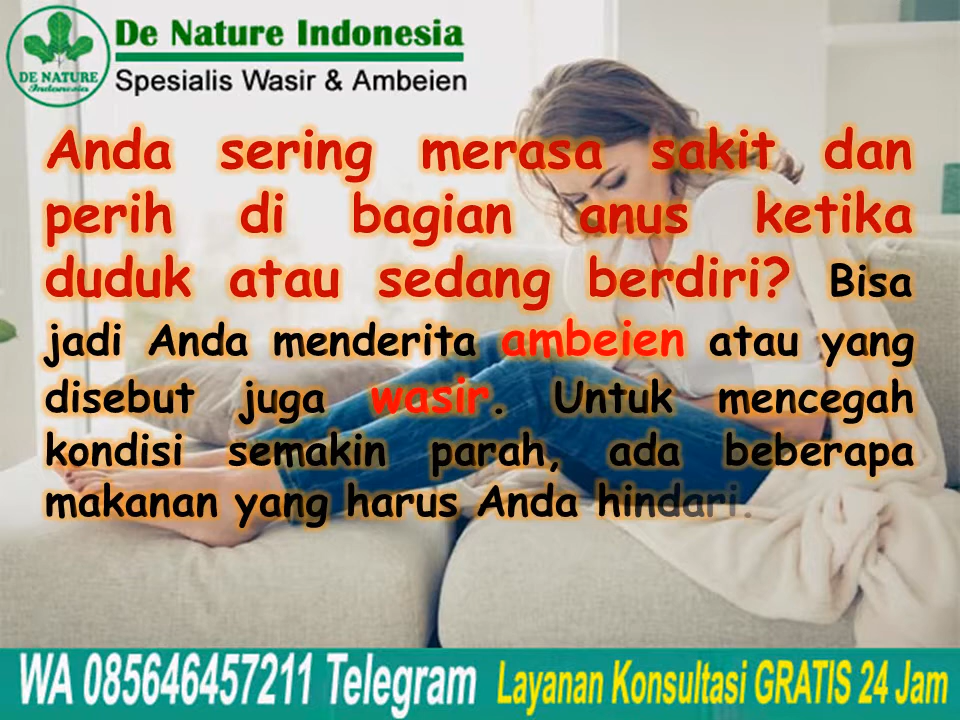 De Nature Indonesia
Spesialis Wasir & Ambeien
DE NATURE
Indonesia
Anda sering merasa sakit dan
perih di bagian anus ketika
duduk atau sedang berdiri? Bisa
jadi Anda menderita ambeien atau yang
disebut juga wasir. Untuk mencegah
kondisi semakin parah, ada beberapa
makanan yang harus Anda hindari.
WA 085646457211 Telegram Layanan Konsultasi GRATIS 24 Jam